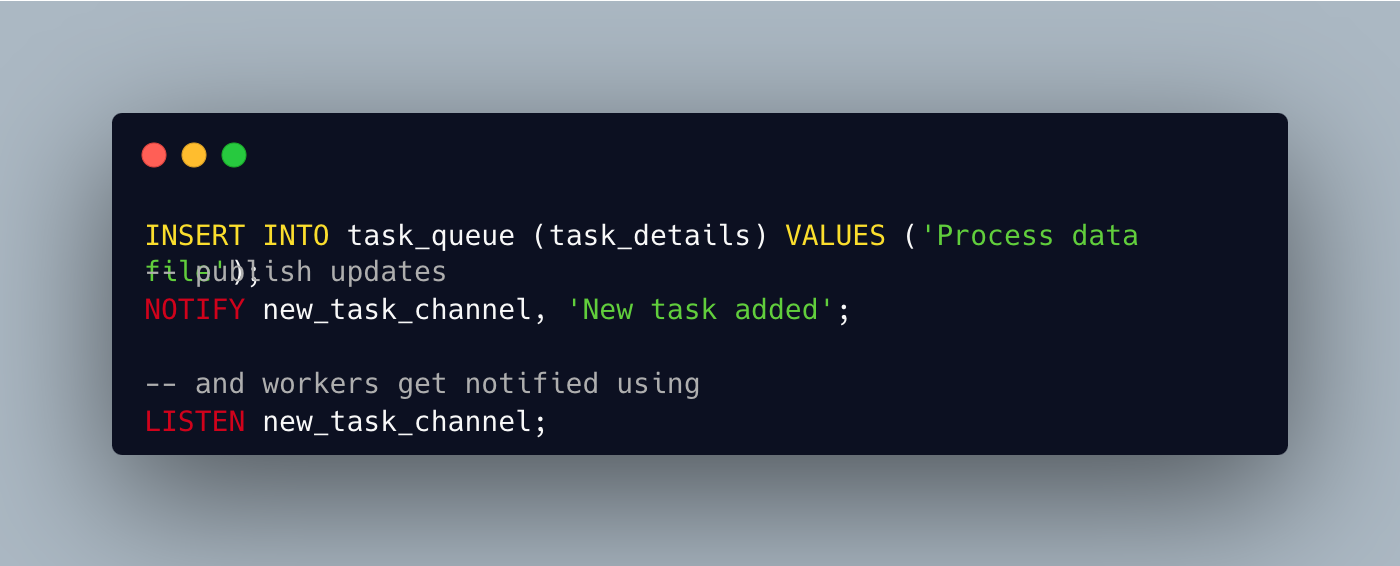 INSERT INTO task_queue (task_details) VALUES ('Process data
file');
-- publish updates
NOTIFY new_task_channel, 'New task added';
-- and workers get notified using
LISTEN new_task_channel;